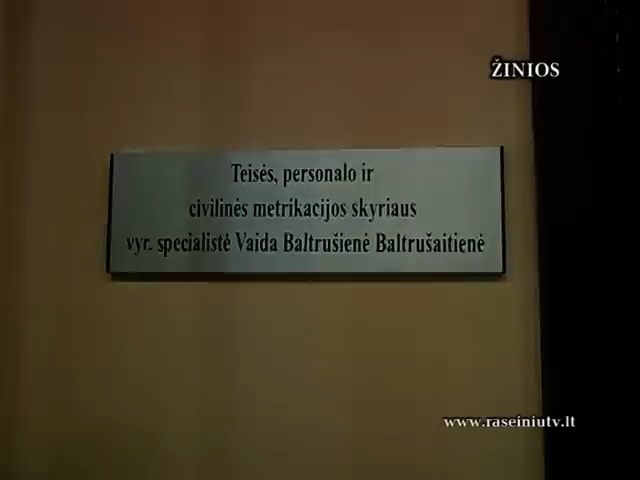 ŽINIOS
Teisės, personalo ir
civilinės metrikacijos skyriaus
vyr. specialistė Vaida Baltrušienė Baltrušaitienė
www.raseiniutv.lt